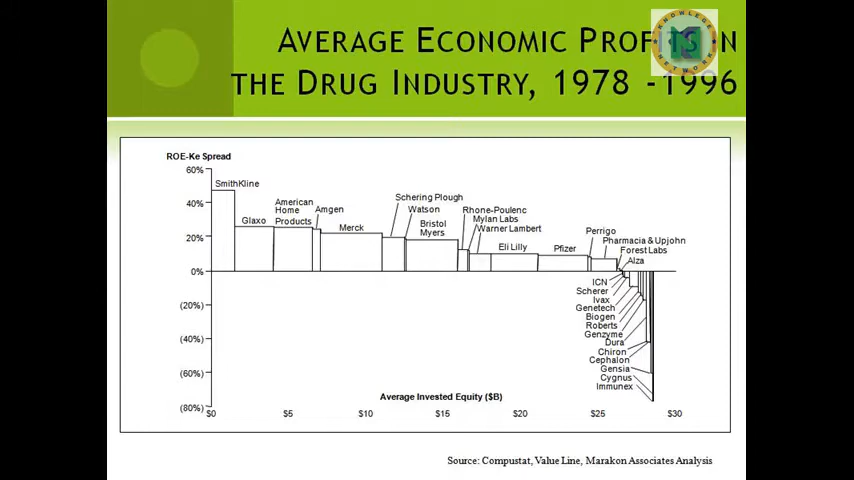 AVERAGE ECONOMIC PROFITS IN
THE DRUG INDUSTRY, 1978 -1996
KNOWLEDGE
NETWORK
ROE-Ke Spread
60%
40%
20%
0%
(20%)
(40%)
(60%)
(80%)
SmithKline
Glaxo
American
Home
Products
Amgen
Merck
Schering Plough
Watson
Bristol
Myers
Rhone-Poulenc
Mylan Labs
Warner Lambert
Eli Lilly
Pfizer
Perrigo
Pharmacia & Upjohn
Forest Labs
Alza
ICN
Scherer
Ivax
Genetech
Biogen
Roberts
Genzyme
Dura
Chiron
Cephalon
Gensia
Cygnus
Immunex
Average Invested Equity ($B)
$0 $5 $10 $15 $20 $25 $30
Source: Compustat, Value Line, Marakon Associates Analysis